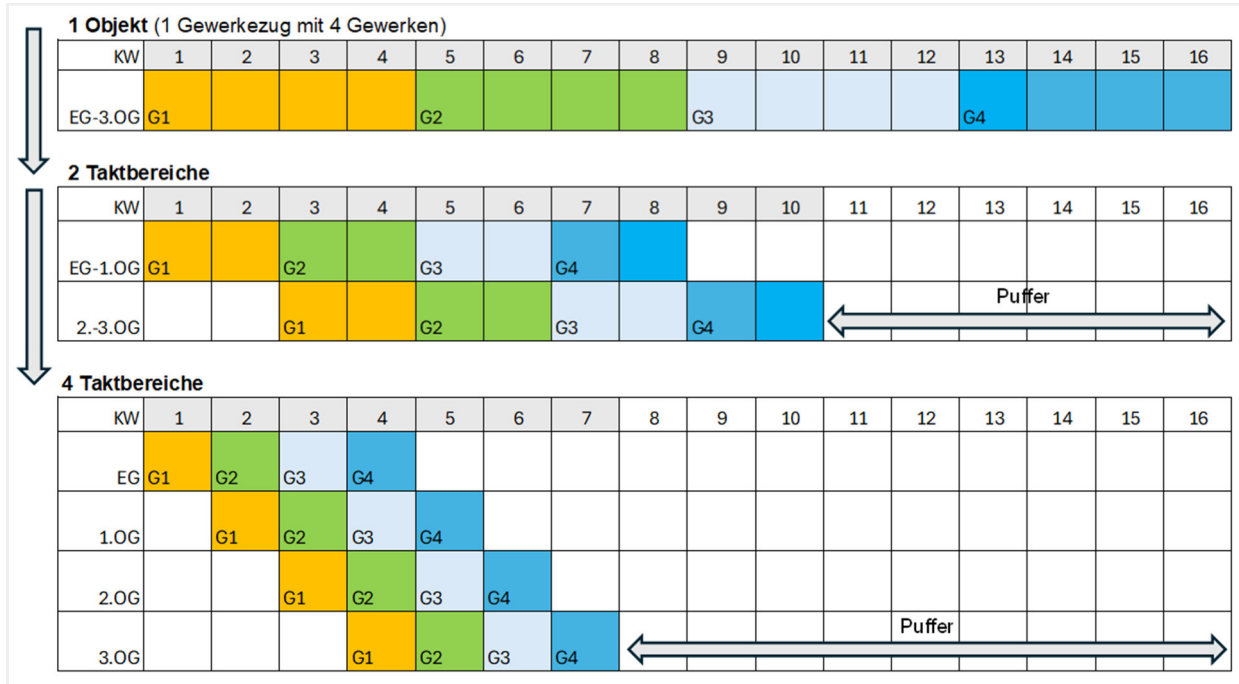 1 Objekt (1 Gewerkezug mit 4 Gewerken)
KW 1 2 3 4 5 6 7 8 9 10 11 12 13 14 15 16
EG-3.OG G1 G2 G3 G4
2 Taktbereiche
KW 1 2 3 4 5 6 7 8 9 10 11 12 13 14 15 16
EG-1.OG G1 G2 G3 G4
Puffer
2.-3.OG G1 G2 G3 G4
4 Taktbereiche
KW 1 2 3 4 5 6 7 8 9 10 11 12 13 14 15 16
EG G1 G2 G3 G4
1.OG G1 G2 G3 G4
2.OG G1 G2 G3 G4
Puffer
3.OG G1 G2 G3 G4